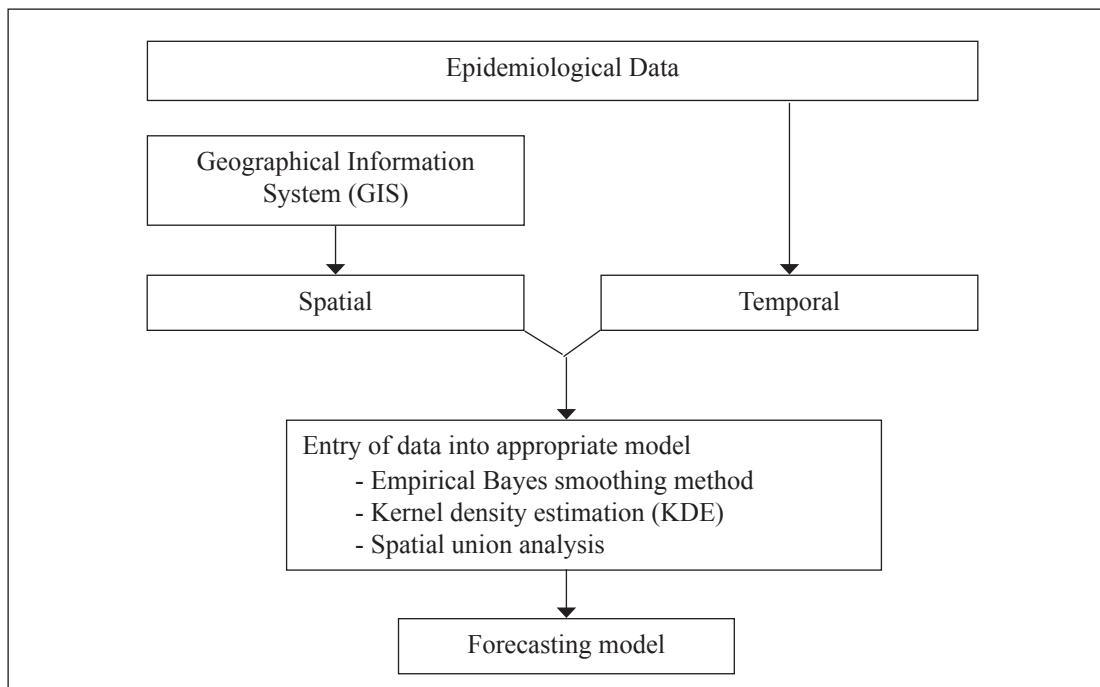 Epidemiological Data
Geographical Information
System (GIS)
Spatial
Temporal
Entry of data into appropriate model
- Empirical Bayes smoothing method
- Kernel density estimation (KDE)
- Spatial union analysis
Forecasting model